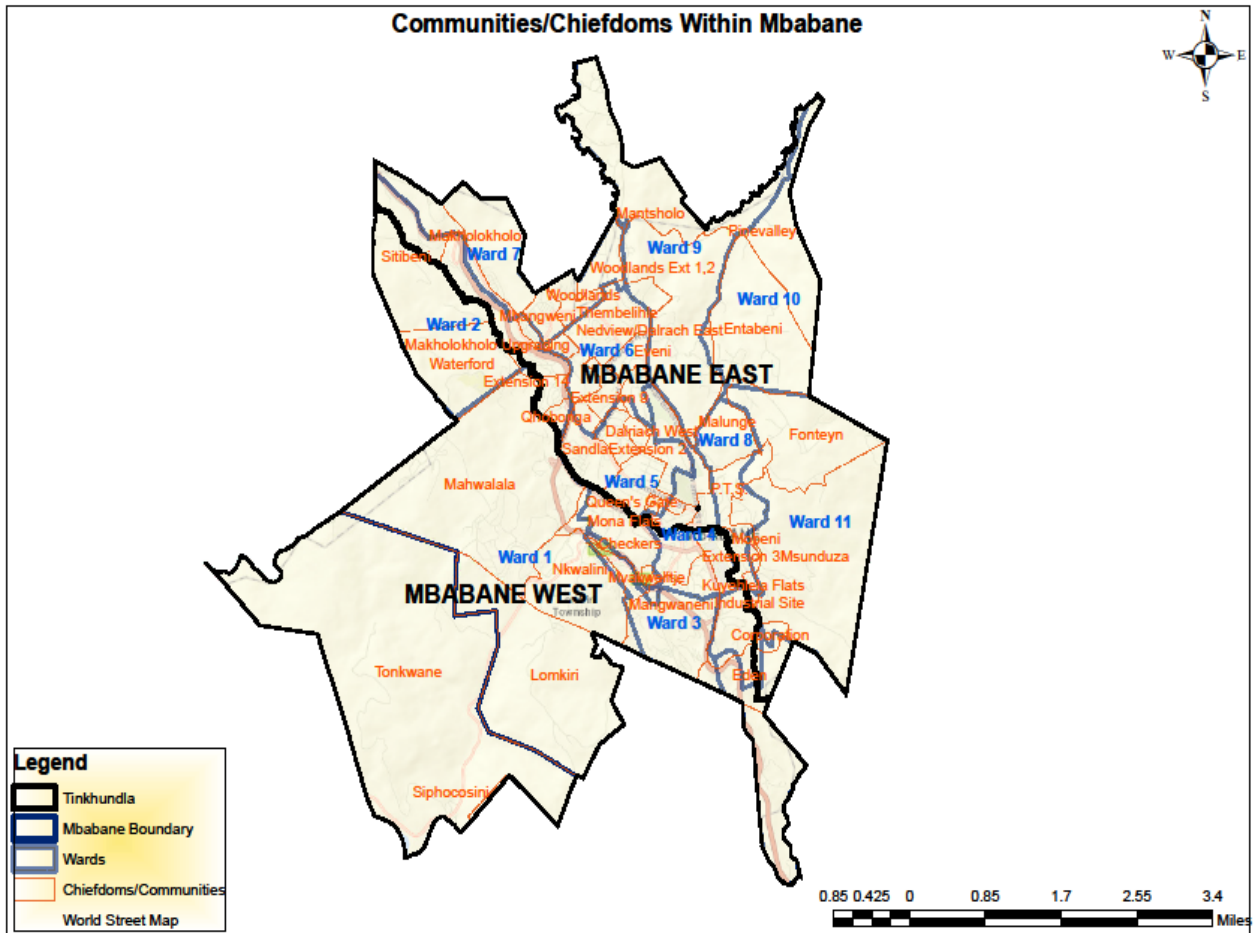 Communities/Chiefdoms Within Mbabane
N
W
E
S
Mantsholo
Pinevalley
Makholokholo
Ward 9
Sitibeni
Ward 7
Woodlands Ext 1,2
Woodlands
Ward 10
Thembelihle
Ward 2
Nedview/Dalrach East
Entabeni
Makholokholo Upgrading
Ward 6
Eveni
Waterford
MBABANE EAST
Extension 14
Extension 8
Qhobonga
Malunge
Dalriach West
Ward 8
Fonteyn
Sandla
Extension 2
Mahwalala
Ward 5
P.T.S
Queen's Gate
Mona Flats
Ward 11
Ward 4
Checkers
Ward 1
Extension 3
Msunduza
Nkwalini
MBABANE WEST
Mangwaneni
Industrial Site
Township
Ward 3
Corporation
Tonkwane
Lomkiri
Eden
Siphocosini
Legend
Tinkhundla
Mbabane Boundary
Wards
Chiefdoms/Communities
World Street Map
0.85 0.425 0 0.85 1.7 2.55 3.4
Miles